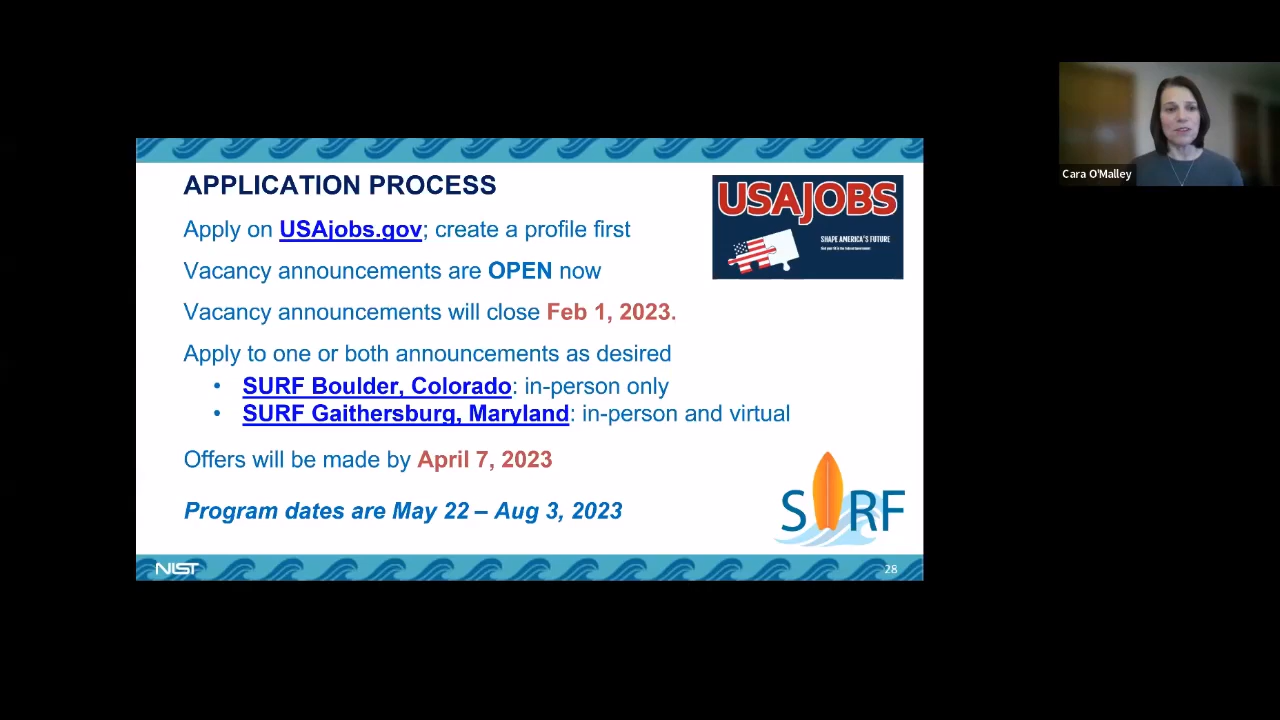 APPLICATION PROCESS
USAJOBS
SHAPE AMERICA'S FUTURE
Apply on USAjobs.gov; create a profile first
Vacancy announcements are OPEN now
Vacancy announcements will close Feb 1, 2023.
Apply to one or both announcements as desired
• SURF Boulder, Colorado: in-person only
• SURF Gaithersburg, Maryland: in-person and virtual
Offers will be made by April 7, 2023
Program dates are May 22 – Aug 3, 2023
SURF
NIST
28
Cara O'Malley